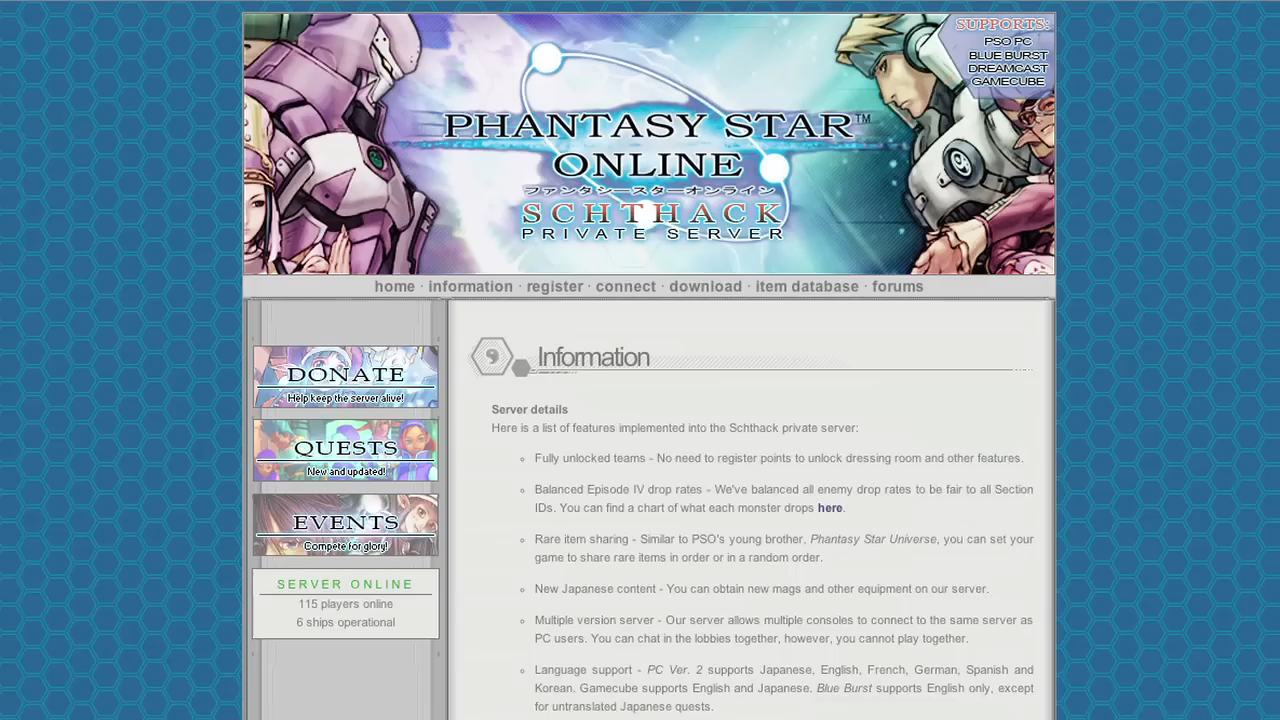 SUPPORTS:
PSO PC
BLUE BURST
DREAMCAST
GAMECUBE
PHANTASY STAR™
ONLINE
ファンタシースターオンライン
SCHTHACK
PRIVATE SERVER
home · information · register · connect · download · item database · forums
DONATE
Help keep the server alive!
QUESTS
New and updated!
EVENTS
Compete for glory!
SERVER ONLINE
115 players online
6 ships operational
Information
Server details
Here is a list of features implemented into the Schthack private server:
Fully unlocked teams - No need to register points to unlock dressing room and other features.
Balanced Episode IV drop rates - We've balanced all enemy drop rates to be fair to all Section
IDs. You can find a chart of what each monster drops here.
Rare item sharing - Similar to PSO's young brother, Phantasy Star Universe, you can set your
game to share rare items in order or in a random order.
New Japanese content - You can obtain new mags and other equipment on our server.
Multiple version server - Our server allows multiple consoles to connect to the same server as
PC users. You can chat in the lobbies together, however, you cannot play together.
Language support - PC Ver. 2 supports Japanese, English, French, German, Spanish and
Korean. Gamecube supports English and Japanese. Blue Burst supports English only, except
for untranslated Japanese quests.